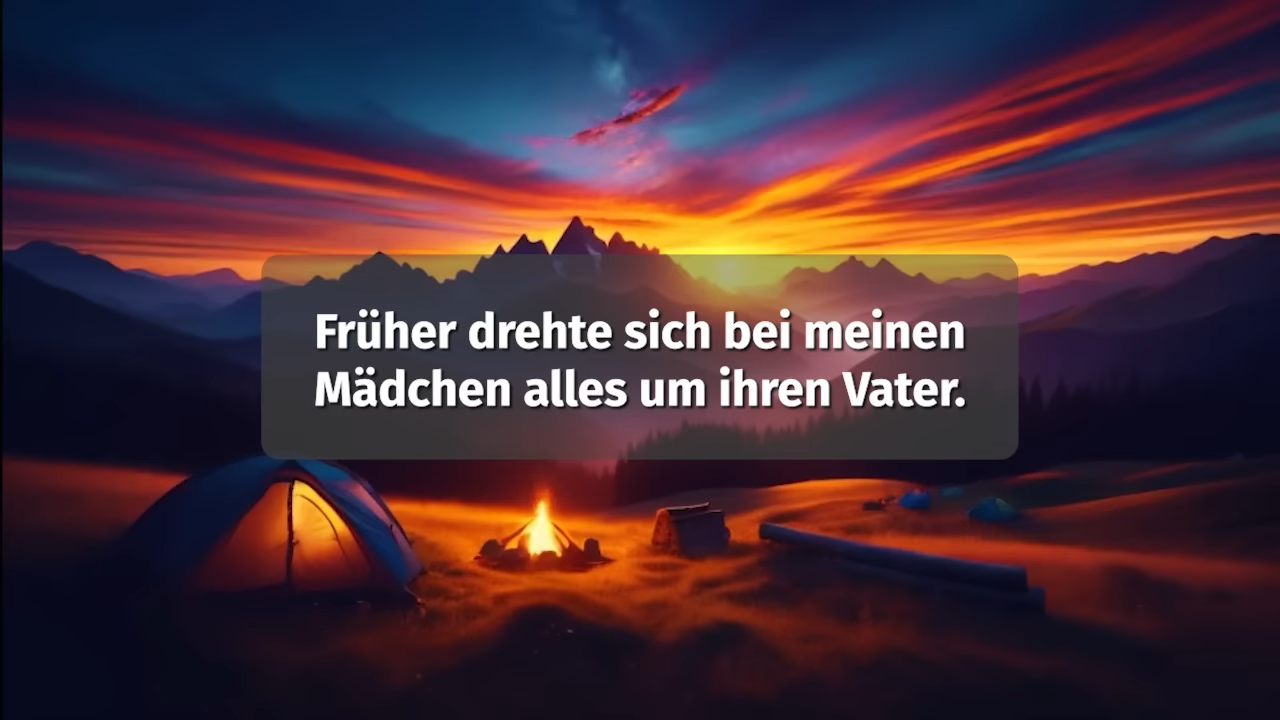 Früher drehte sich bei meinen
Mädchen alles um ihren Vater.